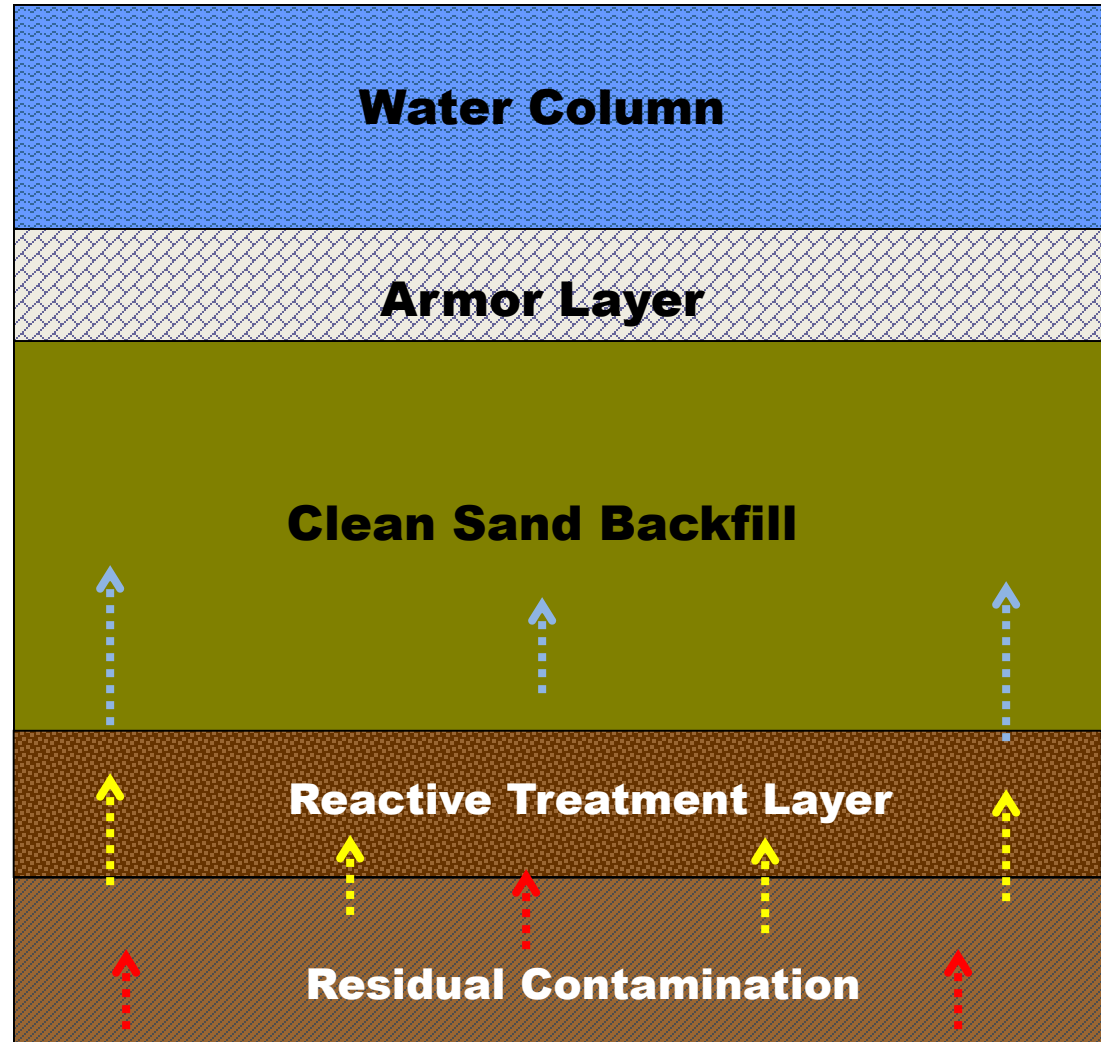 Water Column
Armor Layer
Clean Sand Backfill
Reactive Treatment Layer
Residual Contamination